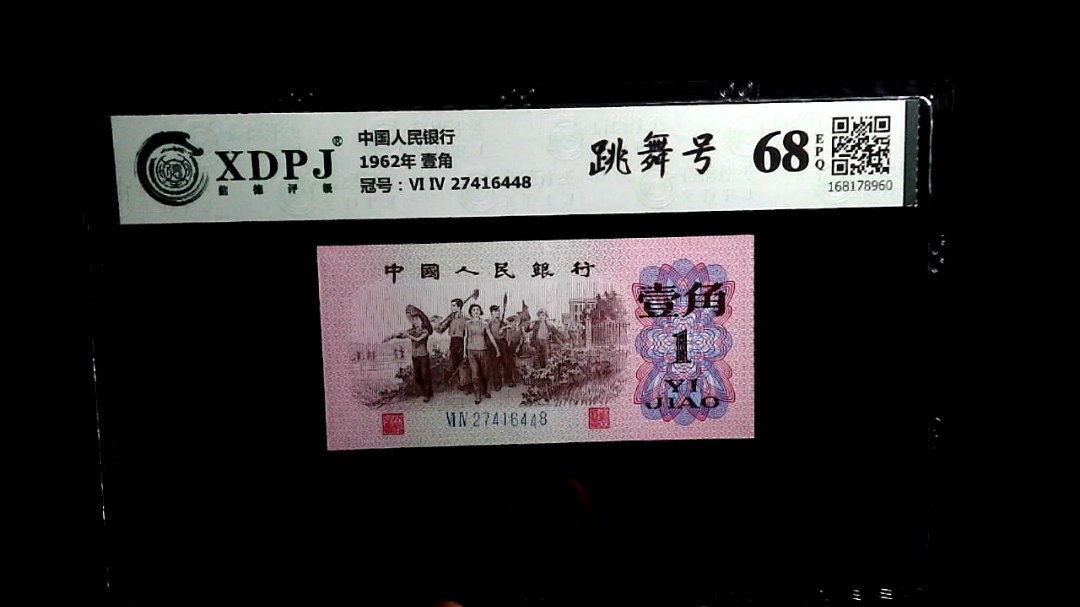 XDPJ®
中国人民银行
1962年 壹角
冠号：VI IV 27416448
跳舞号
68
EPQ
168178960
中國人民銀行
壹角
1
YI
JIAO
VI IV 27416448